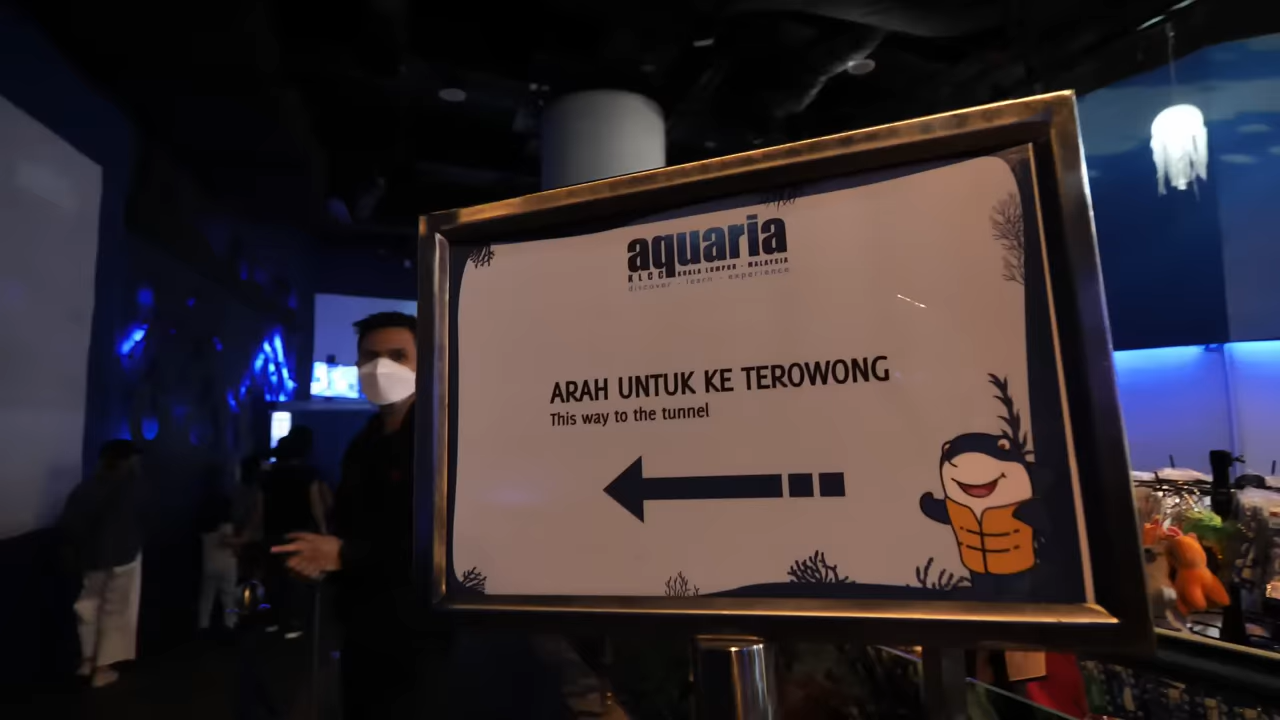 aquaria
KLCC KUALA LUMPUR - MALAYSIA
discover - learn - experience
ARAH UNTUK KE TEROWONG
This way to the tunnel